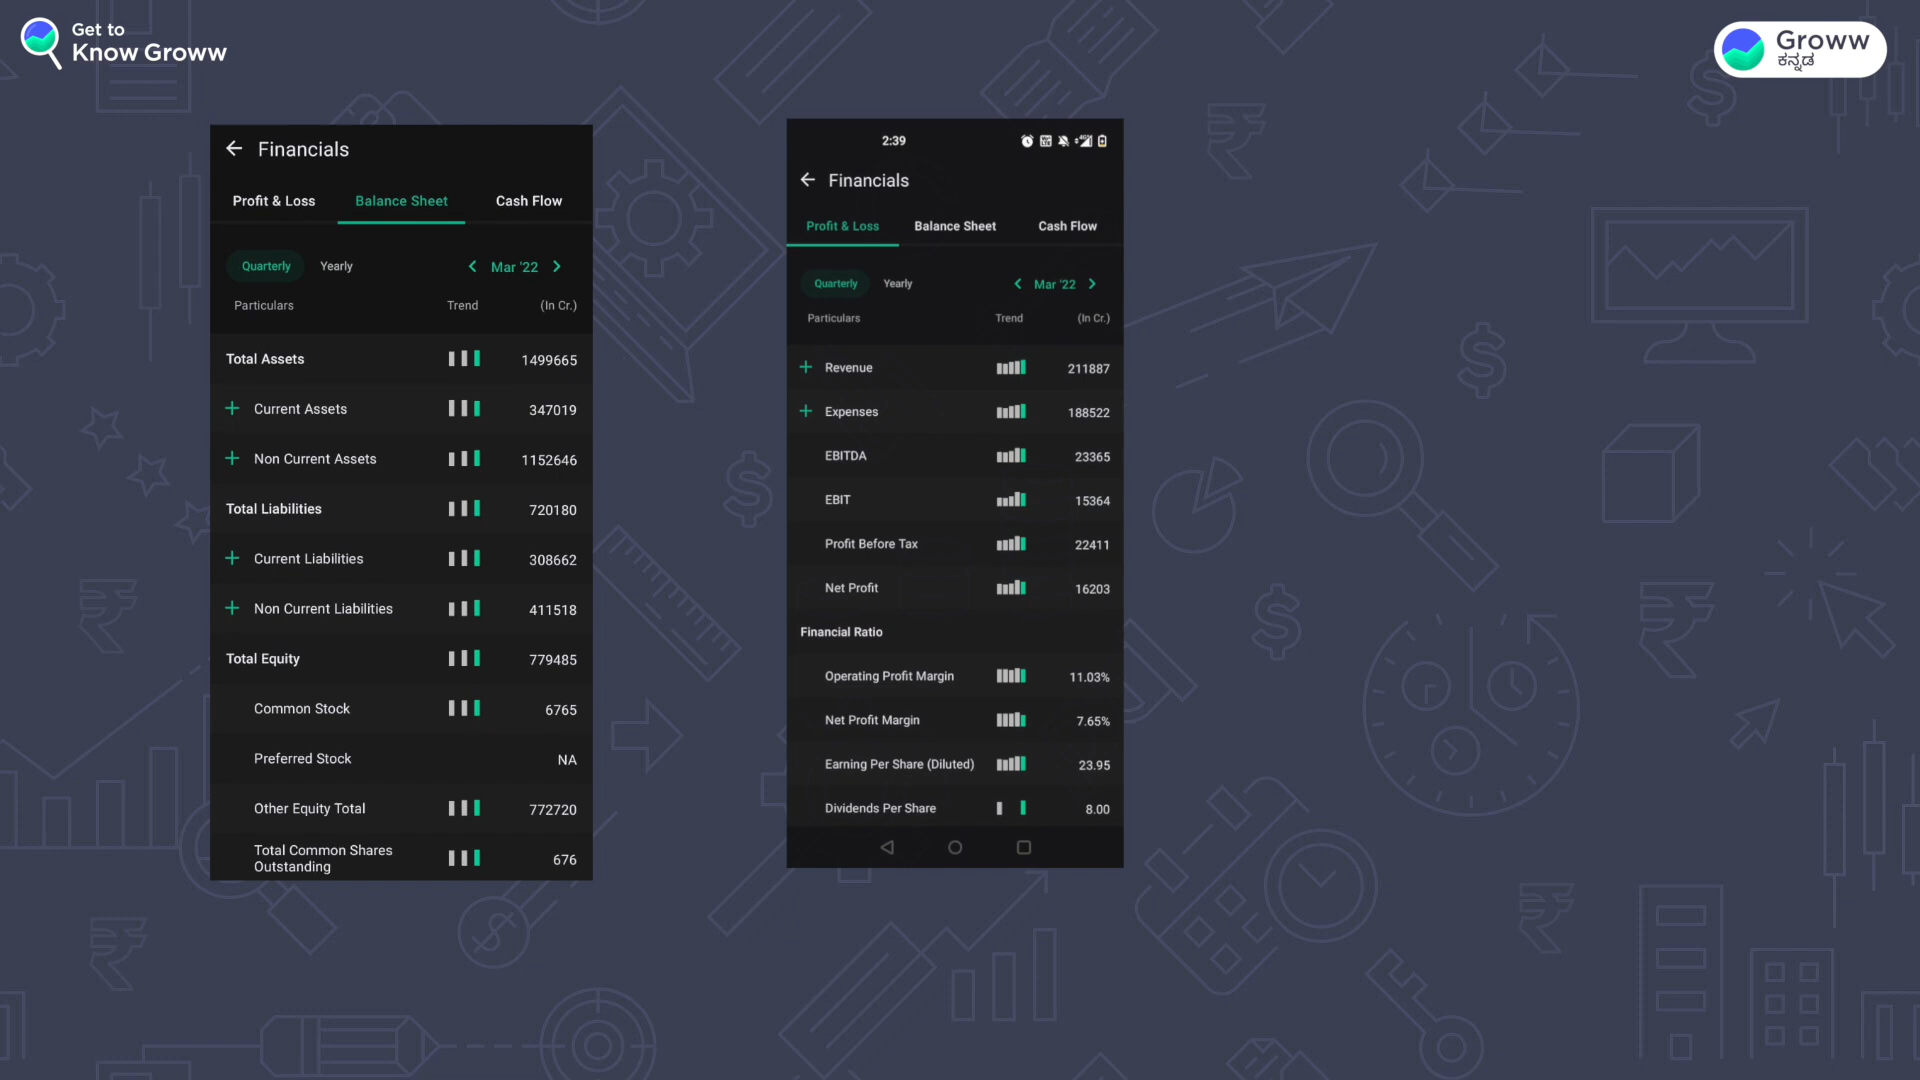 Get to
Know Groww
Groww
ಕನ್ನಡ
Financials
Profit & Loss Balance Sheet Cash Flow
Quarterly Yearly Mar '22
Particulars Trend (In Cr.)
Total Assets 1499665
Current Assets 347019
Non Current Assets 1152646
Total Liabilities 720180
Current Liabilities 308662
Non Current Liabilities 411518
Total Equity 779485
Common Stock 6765
Preferred Stock NA
Other Equity Total 772720
Total Common Shares
Outstanding 676
2:39
Financials
Profit & Loss Balance Sheet Cash Flow
Quarterly Yearly Mar '22
Particulars Trend (In Cr.)
Revenue 211887
Expenses 188522
EBITDA 23365
EBIT 15364
Profit Before Tax 22411
Net Profit 16203
Financial Ratio
Operating Profit Margin 11.03%
Net Profit Margin 7.65%
Earning Per Share (Diluted) 23.95
Dividends Per Share 8.00